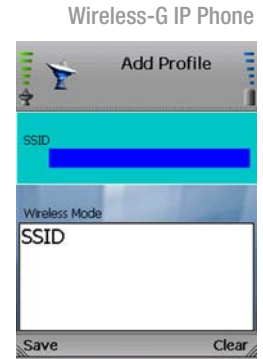 Wireless-G IP Phone
Add Profile
SSID
Wireless Mode
SSID
Save Clear